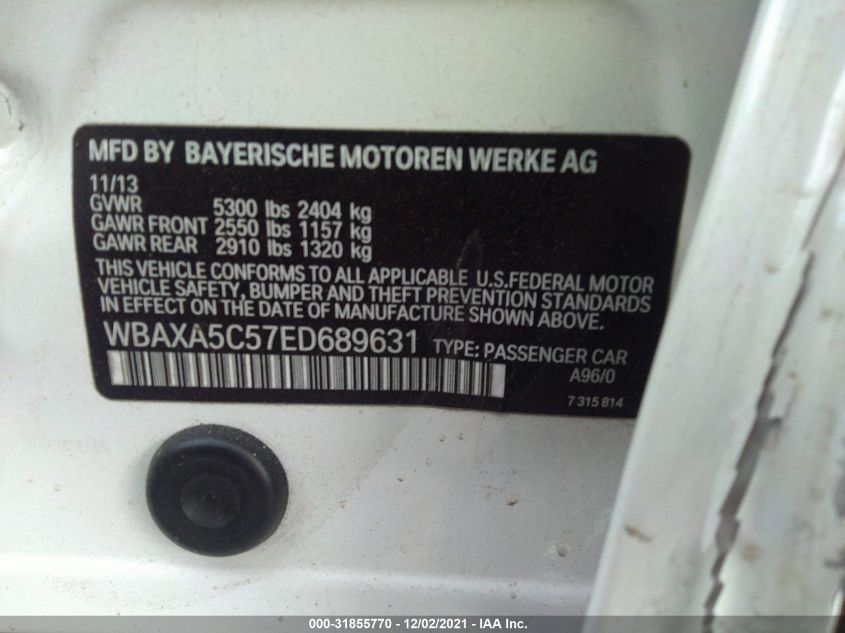 MFD BY BAYERISCHE MOTOREN WERKE AG
11/13
GVWR 5300 lbs 2404 kg
GAWR FRONT 2550 lbs 1157 kg
GAWR REAR 2910 lbs 1320 kg
THIS VEHICLE CONFORMS TO ALL APPLICABLE U.S.FEDERAL MOTOR
VEHICLE SAFETY, BUMPER AND THEFT PREVENTION STANDARDS
IN EFFECT ON THE DATE OF MANUFACTURE SHOWN ABOVE.
WBAXA5C57ED689631 TYPE: PASSENGER CAR
A96/0
7 315 814
000-31855770 - 12/02/2021 - IAA Inc.